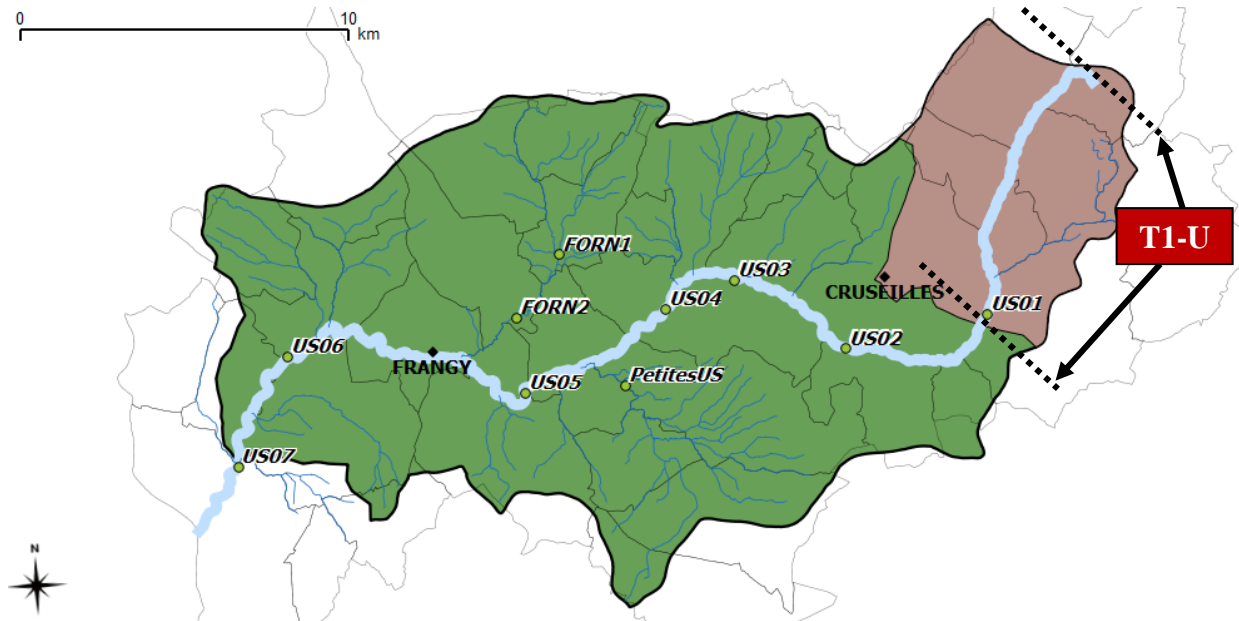 0 10
km
T1-U
FORN1
US03
CRUSEILLES
US04
US01
FORN2
US02
US06
FRANGY
US05
PetitesUS
US07
N